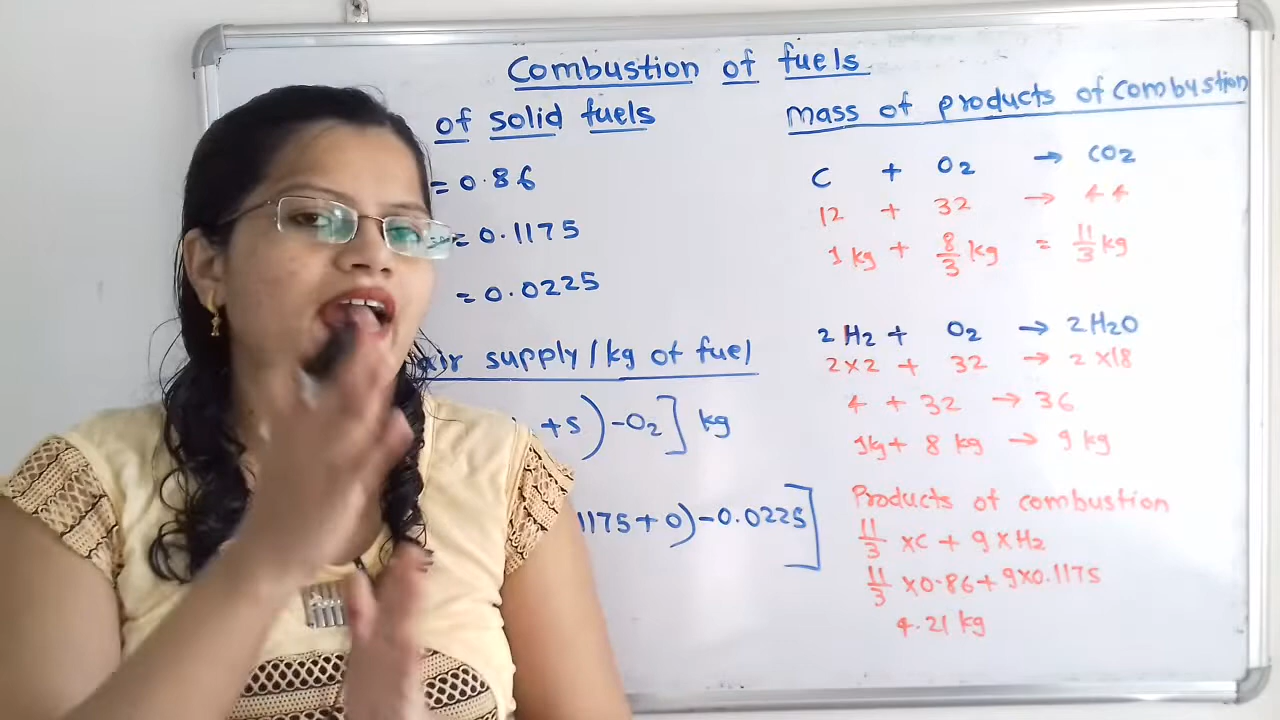 Combustion of fuels
of solid fuels
= 0.86
= 0.1175
= 0.0225
air supply/kg of fuel
+S)-O2] kg
1175+0)-0.0225]
Mass of products of combustion
C + O2 → CO2
12 + 32 → 44
1 kg + 8/3 kg = 11/3 kg
2H2 + O2 → 2H2O
2×2 + 32 → 2×18
4 + 32 → 36
1kg + 8 kg → 9 kg
Products of combustion
11/3 ×C + 9×H2
11/3 ×0.86+9×0.1175
4.21 kg